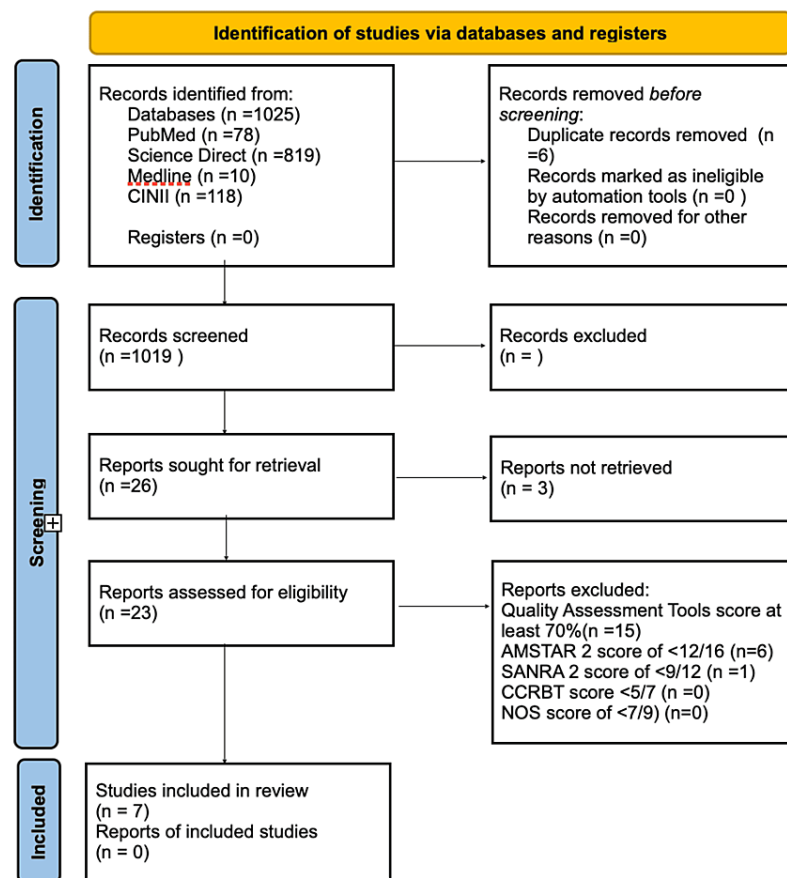 Identification of studies via databases and registers
Identification
Records identified from:
Databases (n =1025)
PubMed (n =78)
Science Direct (n =819)
Medline (n =10)
CINII (n =118)
Registers (n =0)
Records removed before
screening:
Duplicate records removed (n
=6)
Records marked as ineligible
by automation tools (n =0 )
Records removed for other
reasons (n =0)
Screening
Records screened
(n =1019 )
Records excluded
(n = )
Reports sought for retrieval
(n =26)
Reports not retrieved
(n = 3)
Reports assessed for eligibility
(n =23)
Reports excluded:
Quality Assessment Tools score at
least 70%(n =15)
AMSTAR 2 score of <12/16 (n=6)
SANRA 2 score of <9/12 (n =1)
CCRBT score <5/7 (n =0)
NOS score of <7/9) (n=0)
Included
Studies included in review
(n = 7)
Reports of included studies
(n = 0)